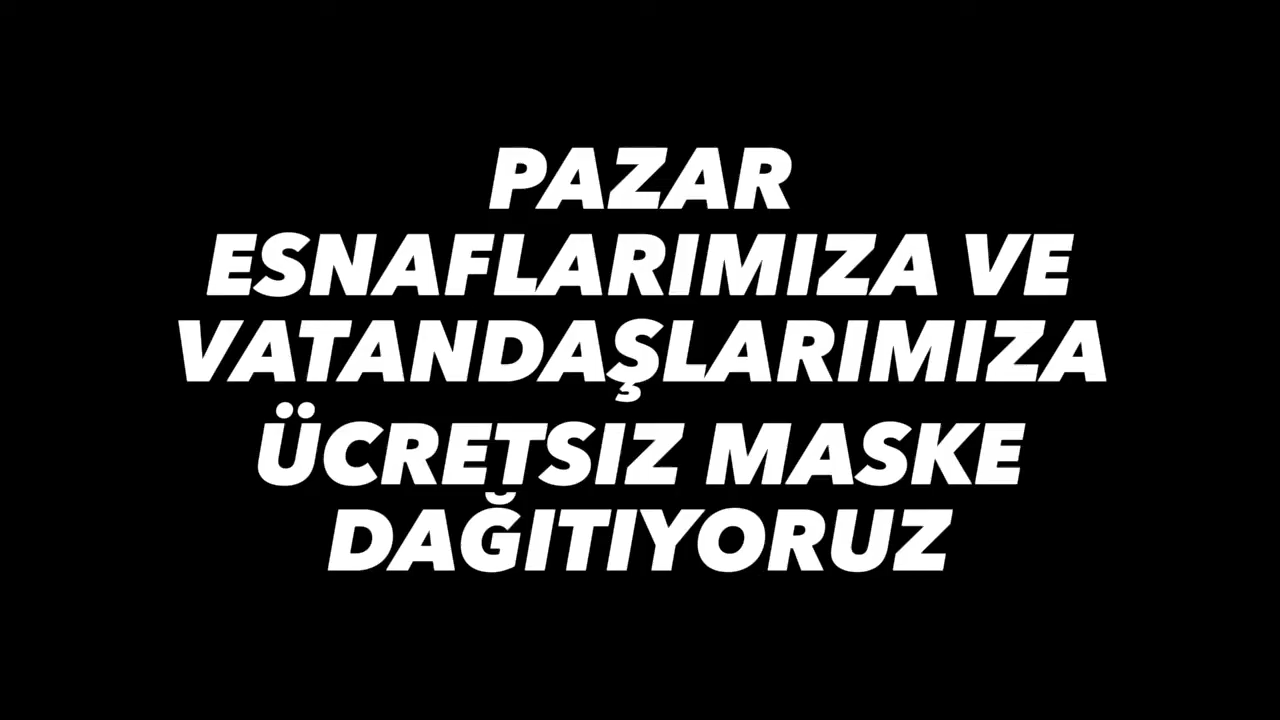 PAZAR
ESNAFLARIMIZA VE
VATANDAŞLARIMIZA
ÜCRETSIZ MASKE
DAĞITIYORUZ